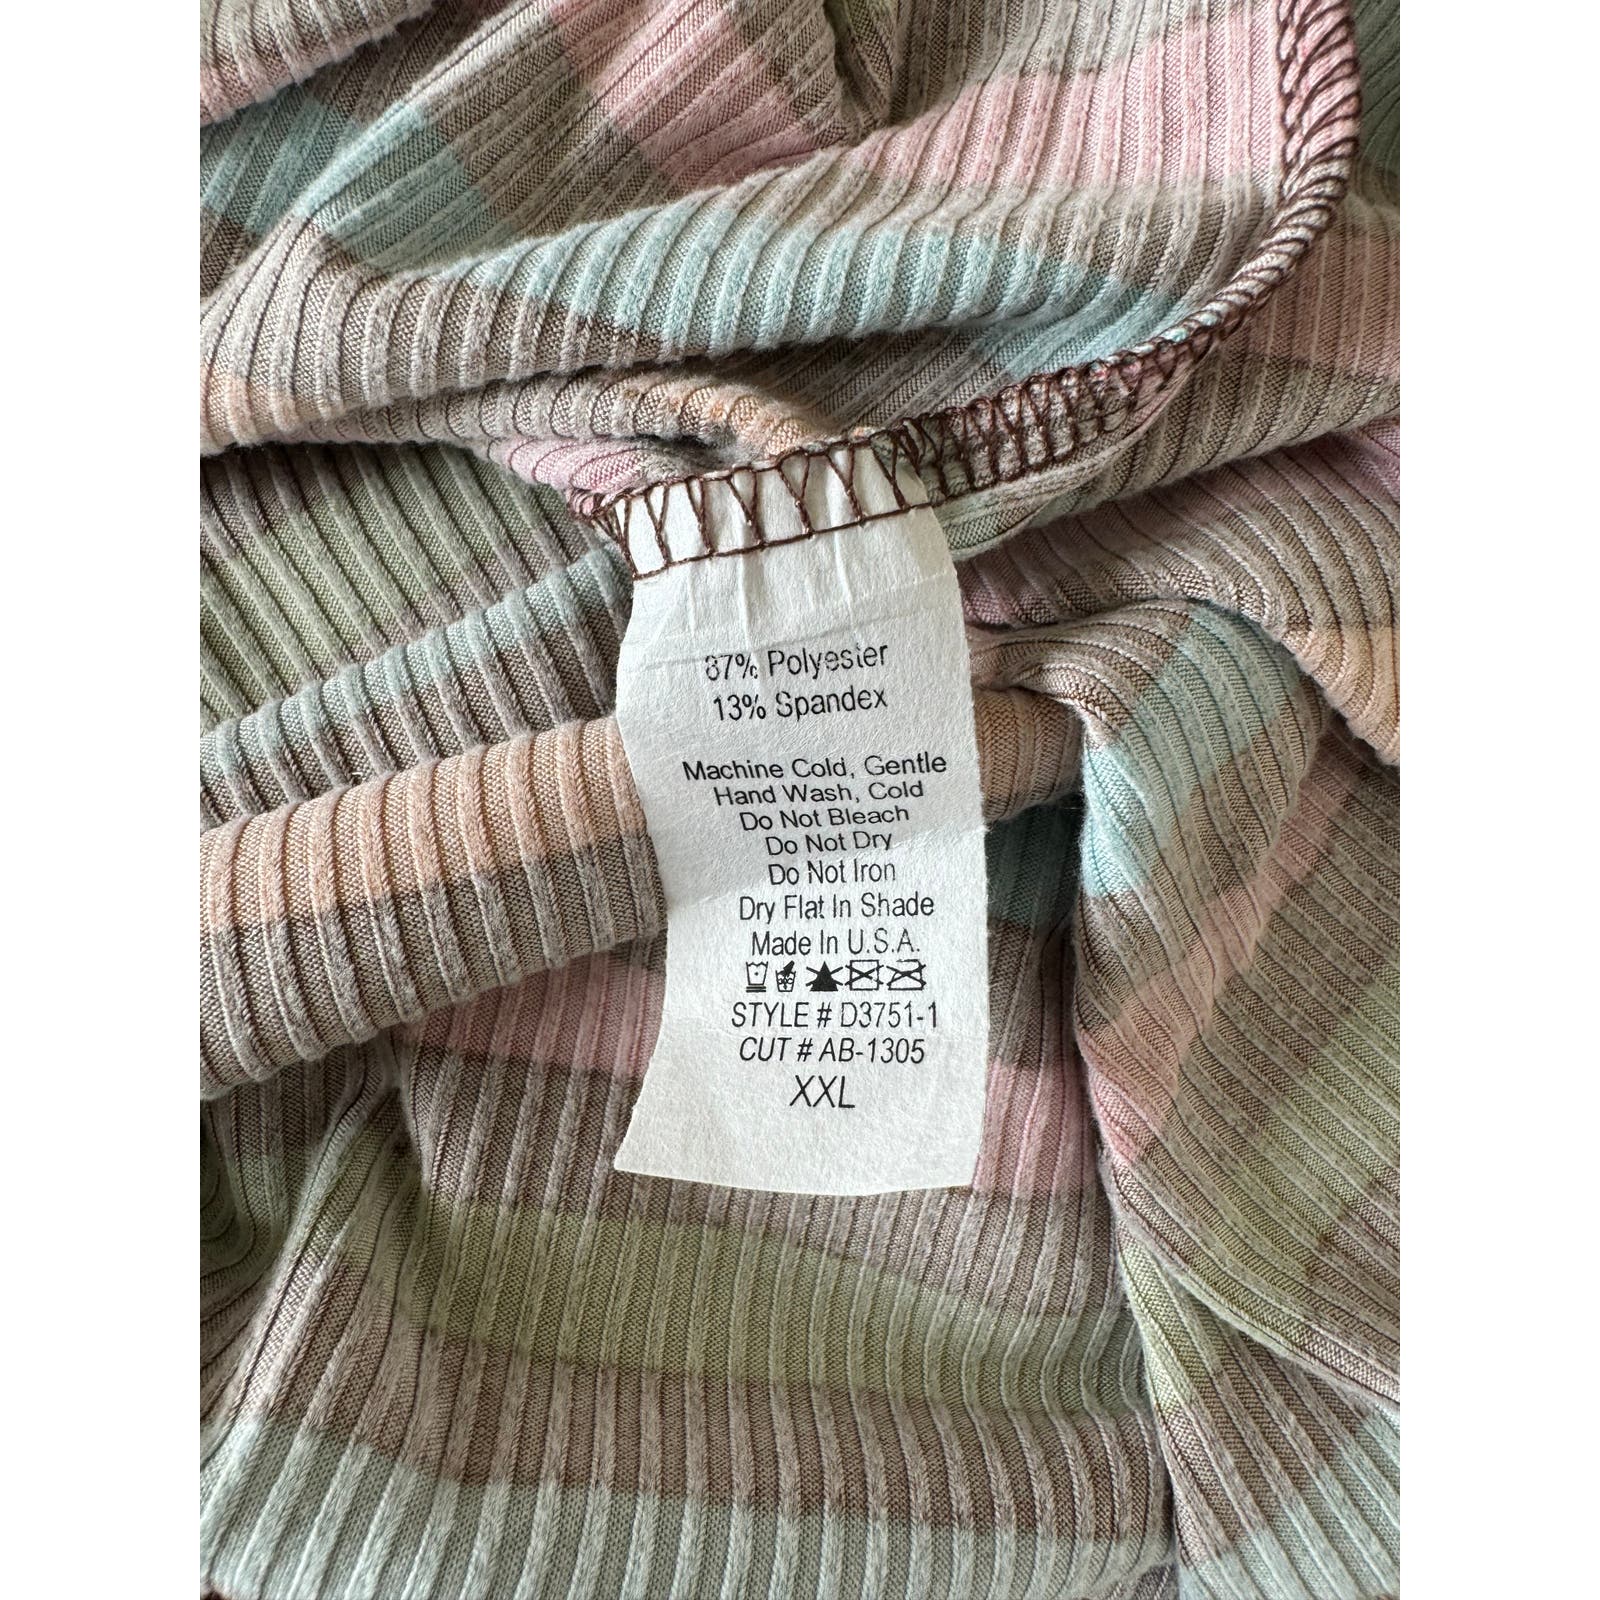 87% Polyester
13% Spandex
Machine Cold, Gentle
Hand Wash, Cold
Do Not Bleach
Do Not Dry
Do Not Iron
Dry Flat In Shade
Made In U.S.A.
STYLE # D3751-1
CUT # AB-1305
XXL